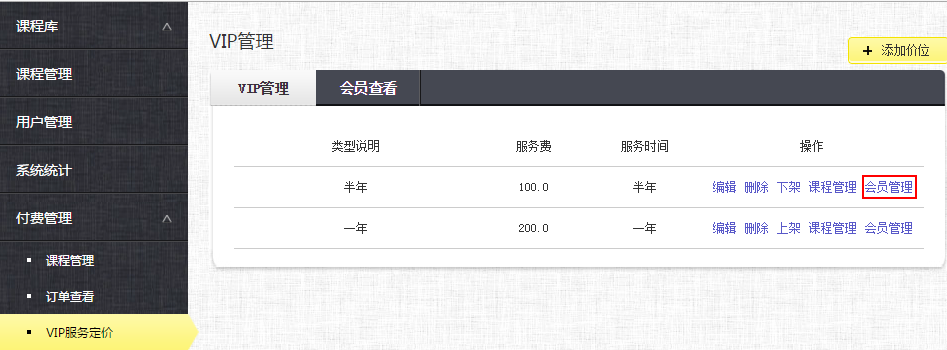 课程库
课程管理
用户管理
系统统计
付费管理
课程管理
订单查看
VIP服务定价
VIP管理
+ 添加价位
VIP管理 会员查看
类型说明 服务费 服务时间 操作
半年 100.0 半年 编辑 删除 下架 课程管理 会员管理
一年 200.0 一年 编辑 删除 上架 课程管理 会员管理